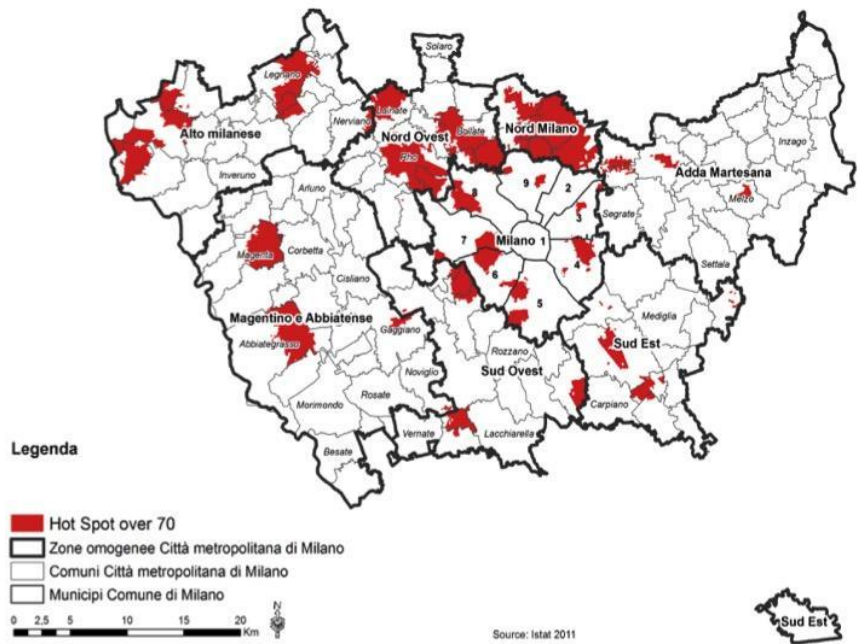 Solaro
Legnano
Lainate
Nerviano
Alto milanese
Nord Ovest
Bollate
Nord Milano
Rho
Inzago
Adda Martesana
Inveruno
Arluno
Melzo
Segrate
9
2
8
3
7
Milano 1
4
6
5
Magenta
Corbetta
Settala
Cisliano
Mediglia
Magentino e Abbiatense
Gaggiano
Abbiategrasso
Sud Est
Rozzano
Sud Ovest
Noviglio
Rosate
Carpiano
Morimondo
Vernate
Lacchiarella
Besate
Legenda
Hot Spot over 70
Zone omogenee Città metropolitana di Milano
Comuni Città metropolitana di Milano
Municipi Comune di Milano
N
0 2,5 5 10 15 20
Km
Source: Istat 2011
Sud Est